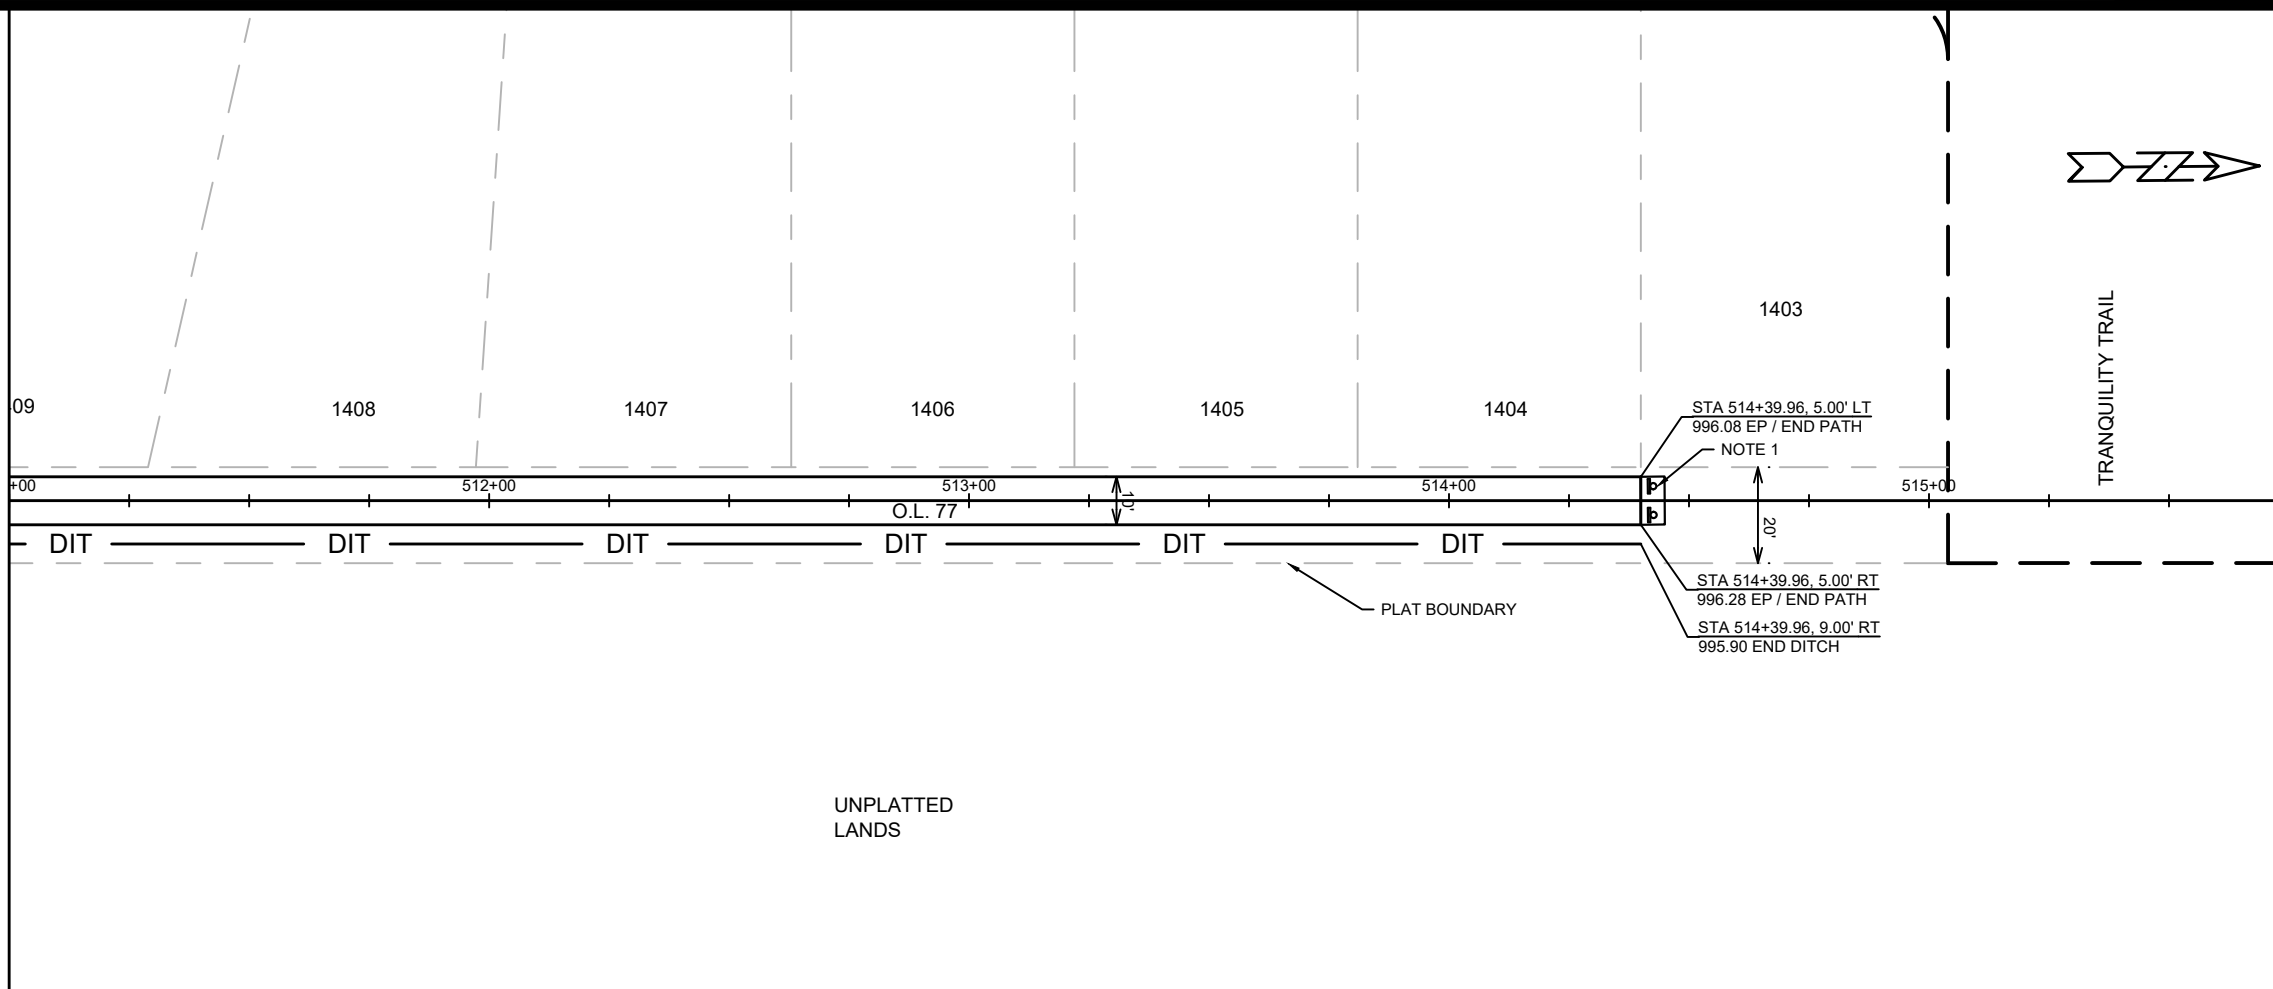 1403
TRANQUILITY TRAIL
09
1408
1407
1406
1405
1404
STA 514+39.96, 5.00' LT
996.08 EP / END PATH
NOTE 1
+00
512+00
513+00
514+00
515+00
10'
O.L. 77
20'
DIT DIT DIT DIT DIT DIT
STA 514+39.96, 5.00' RT
996.28 EP / END PATH
PLAT BOUNDARY
STA 514+39.96, 9.00' RT
995.90 END DITCH
UNPLATTED
LANDS